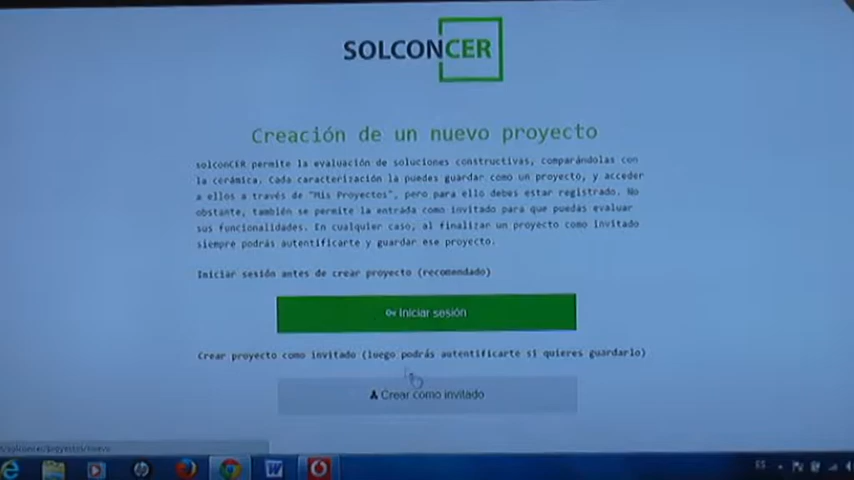 SOLCONCER
Creación de un nuevo proyecto
solconCER permite la evaluación de soluciones constructivas, comparándolas con
la cerámica. Cada caracterización la puedes guardar como un proyecto, y acceder
a ellos a través de "Mis Proyectos", pero para ello debes estar registrado. No
obstante, también se permite la entrada como invitado para que puedas evaluar
sus funcionalidades. En cualquier caso, al finalizar un proyecto como invitado
siempre podrás autentificarte y guardar ese proyecto.
Iniciar sesión antes de crear proyecto (recomendado)
Iniciar sesión
Crear proyecto como invitado (luego podrás autentificarte si quieres guardarlo)
Crear como invitado
ES